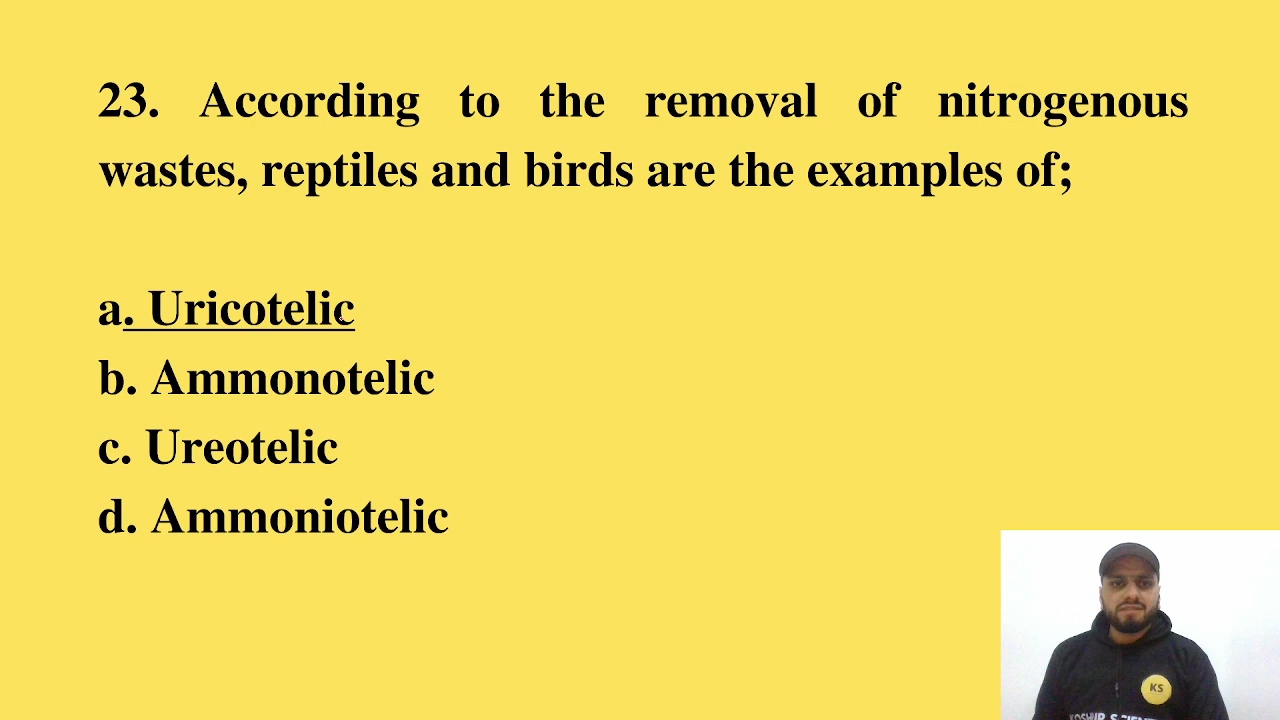 23. According to the removal of nitrogenous
wastes, reptiles and birds are the examples of;
a. Uricotelic
b. Ammonotelic
c. Ureotelic
d. Ammoniotelic
KS